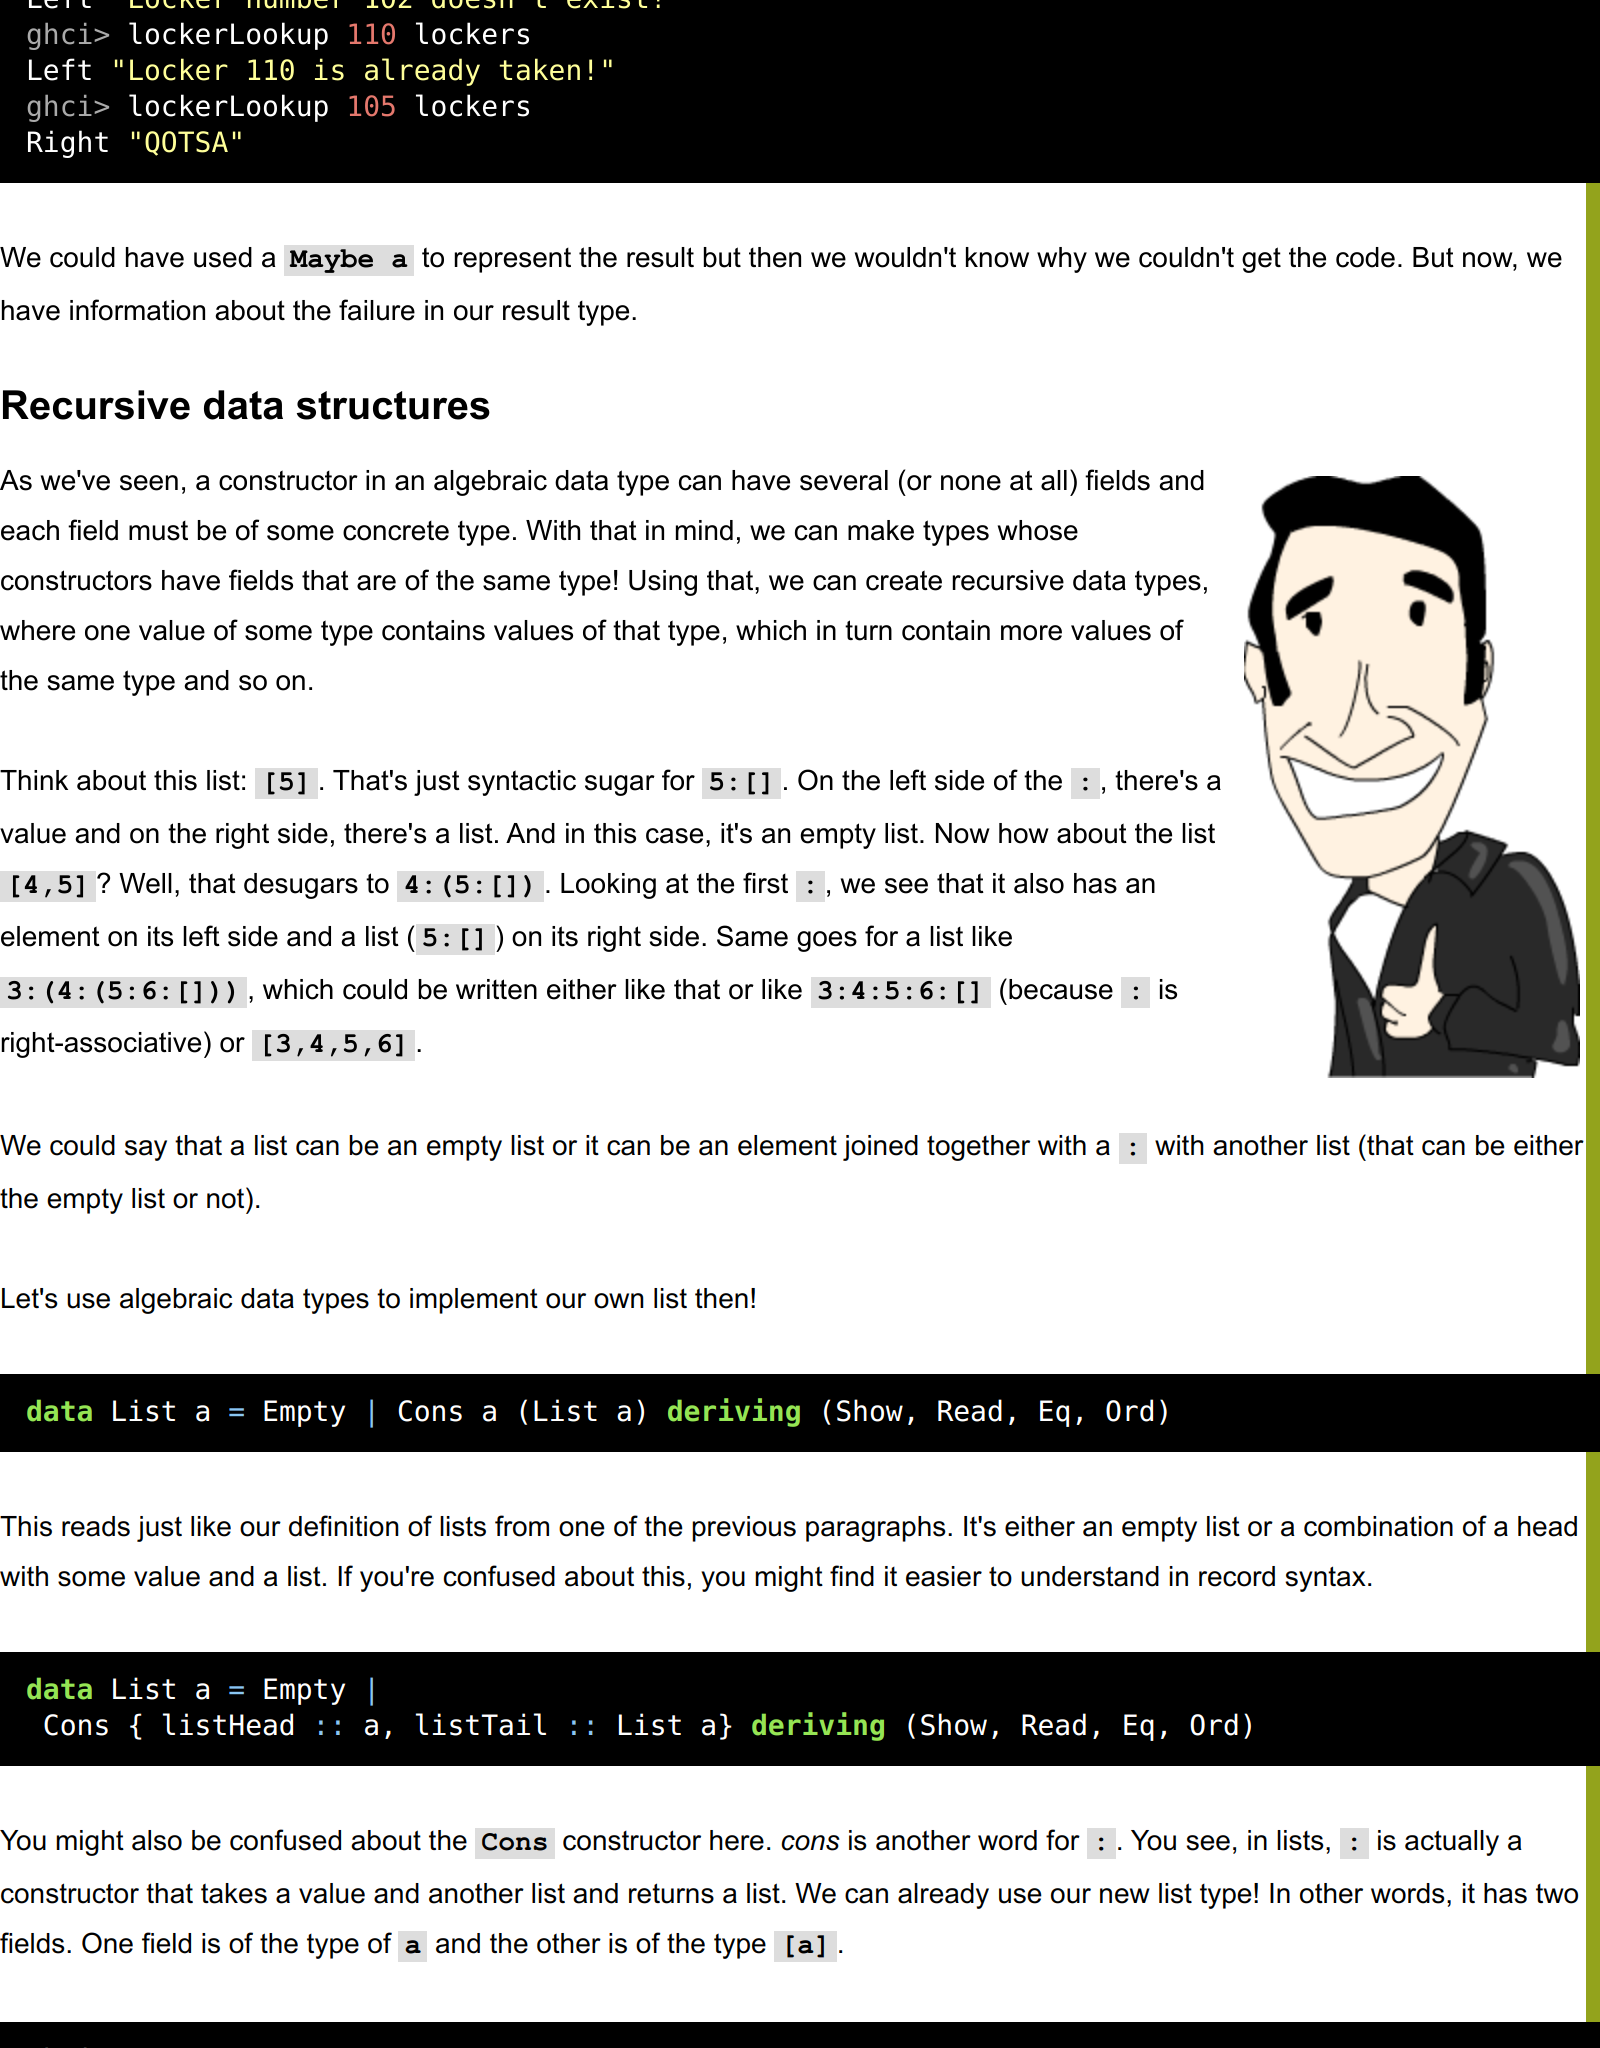 Left "Locker number 102 doesn't exist!"
ghci> lockerLookup 110 lockers
Left "Locker 110 is already taken!"
ghci> lockerLookup 105 lockers
Right "QOTSA"
We could have used a Maybe a to represent the result but then we wouldn't know why we couldn't get the code. But now, we
have information about the failure in our result type.
Recursive data structures
As we've seen, a constructor in an algebraic data type can have several (or none at all) fields and
each field must be of some concrete type. With that in mind, we can make types whose
constructors have fields that are of the same type! Using that, we can create recursive data types,
where one value of some type contains values of that type, which in turn contain more values of
the same type and so on.
Think about this list: [5]. That's just syntactic sugar for 5:[]. On the left side of the :, there's a
value and on the right side, there's a list. And in this case, it's an empty list. Now how about the list
[4,5]? Well, that desugars to 4:(5:[]). Looking at the first :, we see that it also has an
element on its left side and a list (5:[]) on its right side. Same goes for a list like
3:(4:(5:6:[])), which could be written either like that or like 3:4:5:6:[] (because : is
right-associative) or [3,4,5,6].
We could say that a list can be an empty list or it can be an element joined together with a : with another list (that can be either
the empty list or not).
Let's use algebraic data types to implement our own list then!
data List a = Empty | Cons a (List a) deriving (Show, Read, Eq, Ord)
This reads just like our definition of lists from one of the previous paragraphs. It's either an empty list or a combination of a head
with some value and a list. If you're confused about this, you might find it easier to understand in record syntax.
data List a = Empty |
Cons { listHead :: a, listTail :: List a} deriving (Show, Read, Eq, Ord)
You might also be confused about the Cons constructor here. cons is another word for :. You see, in lists, : is actually a
constructor that takes a value and another list and returns a list. We can already use our new list type! In other words, it has two
fields. One field is of the type of a and the other is of the type [a].